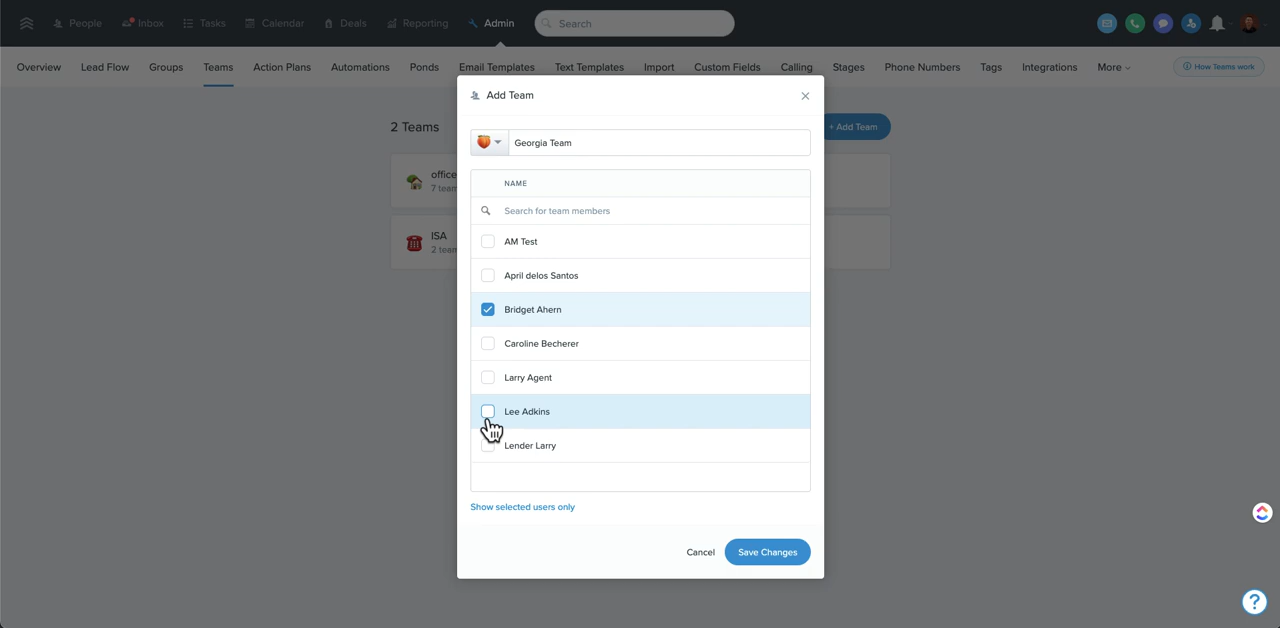 People
Inbox
Tasks
Calendar
Deals
Reporting
Admin
Search
Overview
Lead Flow
Groups
Teams
Action Plans
Automations
Ponds
Email Templates
Text Templates
Import
Custom Fields
Calling
Stages
Phone Numbers
Tags
Integrations
More
How Teams work
Add Team
2 Teams
+ Add Team
Georgia Team
office
7 team
NAME
Search for team members
ISA
2 team
AM Test
April delos Santos
Bridget Ahern
Caroline Becherer
Larry Agent
Lee Adkins
Lender Larry
Show selected users only
Cancel
Save Changes
?